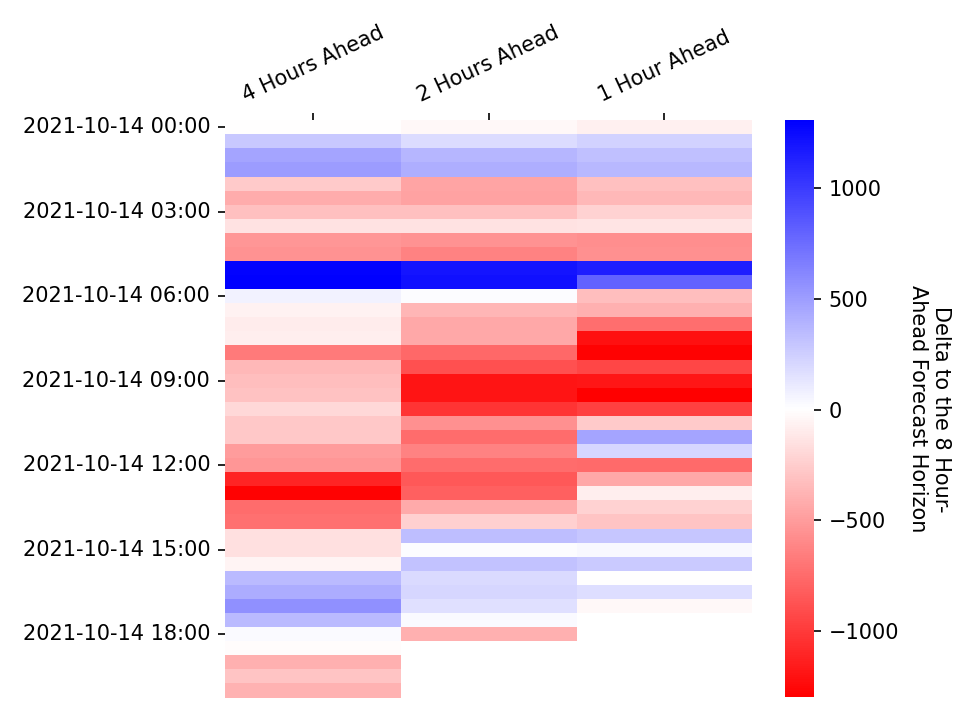 4 Hours Ahead
2 Hours Ahead
1 Hour Ahead
2021-10-14 00:00
2021-10-14 03:00
2021-10-14 06:00
2021-10-14 09:00
2021-10-14 12:00
2021-10-14 15:00
2021-10-14 18:00
1000
500
0
−500
−1000
Delta to the 8 Hour-
Ahead Forecast Horizon